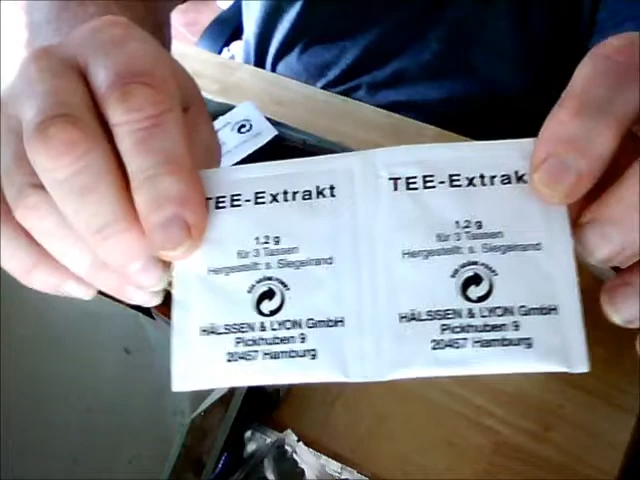 TEE-Extrakt
1,2 g
für 3 Tassen
Hergestellt: s. Siegelrand
HÄLSSEN & LYON GmbH
Pickhuben 9
20457 Hamburg
TEE-Extrak
1,2 g
für 3 Tassen
Hergestellt: s. Siegelrand
HÄLSSEN & LYON GmbH
Pickhuben 9
20457 Hamburg